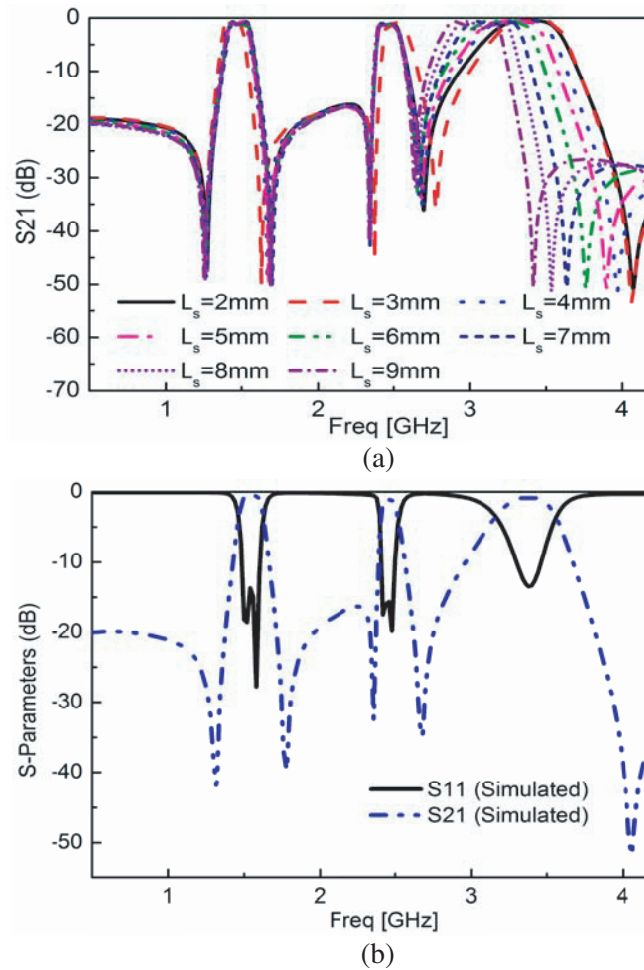 0
-10
-20
-30
-40
-50
-60
-70
S21 (dB)
Ls=2mm Ls=3mm Ls=4mm
Ls=5mm Ls=6mm Ls=7mm
Ls=8mm Ls=9mm
1 2 3 4
Freq [GHz]
(a)
0
-10
-20
-30
-40
-50
S-Parameters (dB)
S11 (Simulated)
S21 (Simulated)
1 2 3 4
Freq [GHz]
(b)